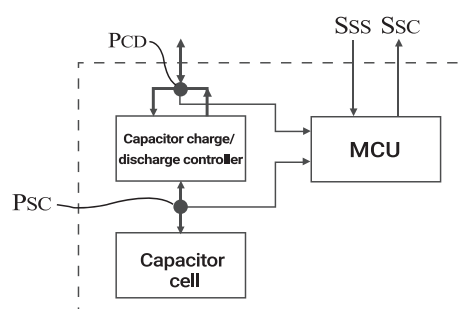 SSS SSC
PCD
Capacitor charge/
discharge controller
MCU
PSC
Capacitor
cell